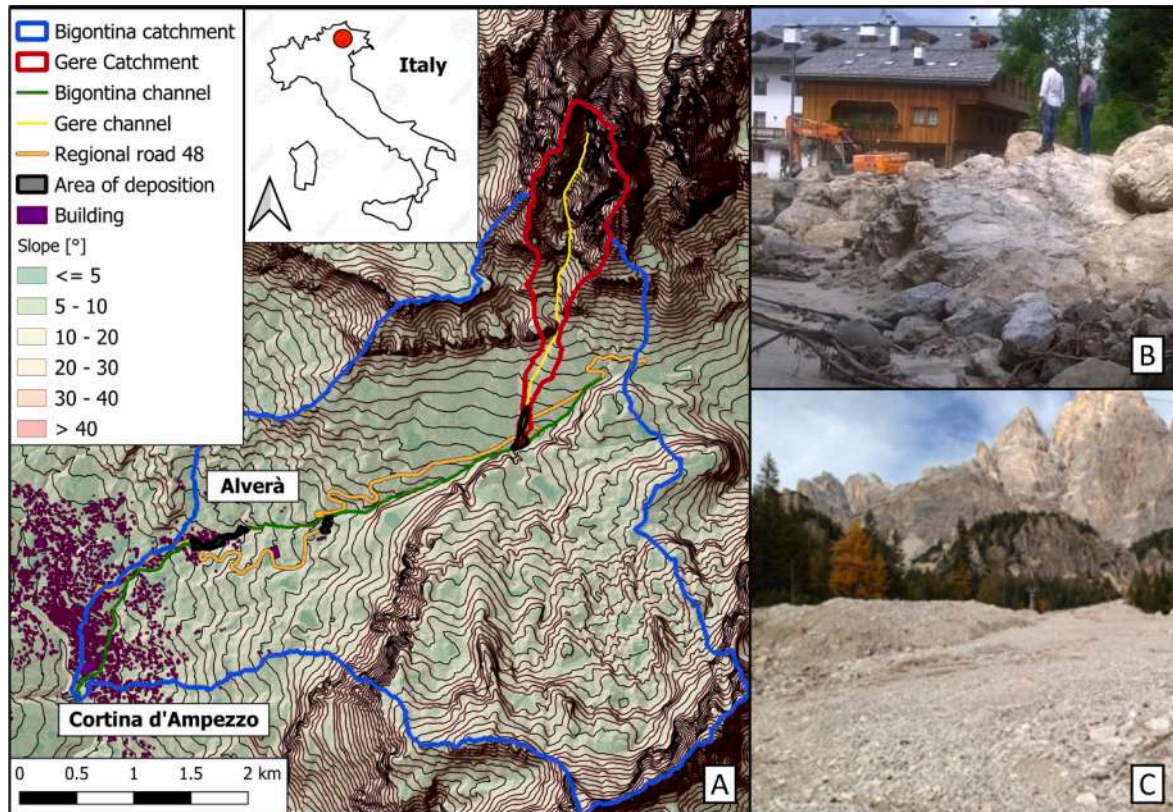 Bigontina catchment
Gere Catchment
Bigontina channel
Gere channel
Regional road 48
Area of deposition
Building
Slope [°]
<= 5
5 - 10
10 - 20
20 - 30
30 - 40
> 40
Italy
Alverà
Cortina d'Ampezzo
0 0.5 1 1.5 2 km
A
B
C